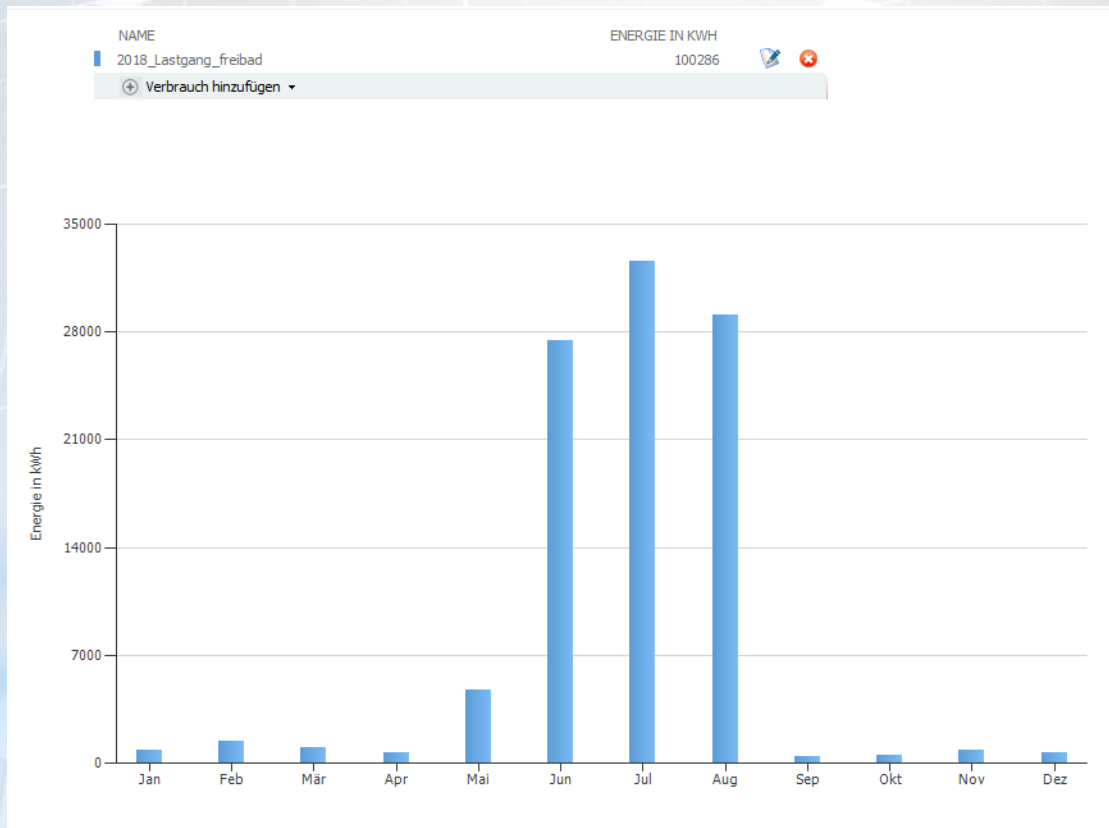 NAME ENERGIE IN KWH
2018_Lastgang_freibad 100286
Verbrauch hinzufügen
35000
28000
21000
14000
7000
0
Energie in kWh
Jan Feb Mär Apr Mai Jun Jul Aug Sep Okt Nov Dez